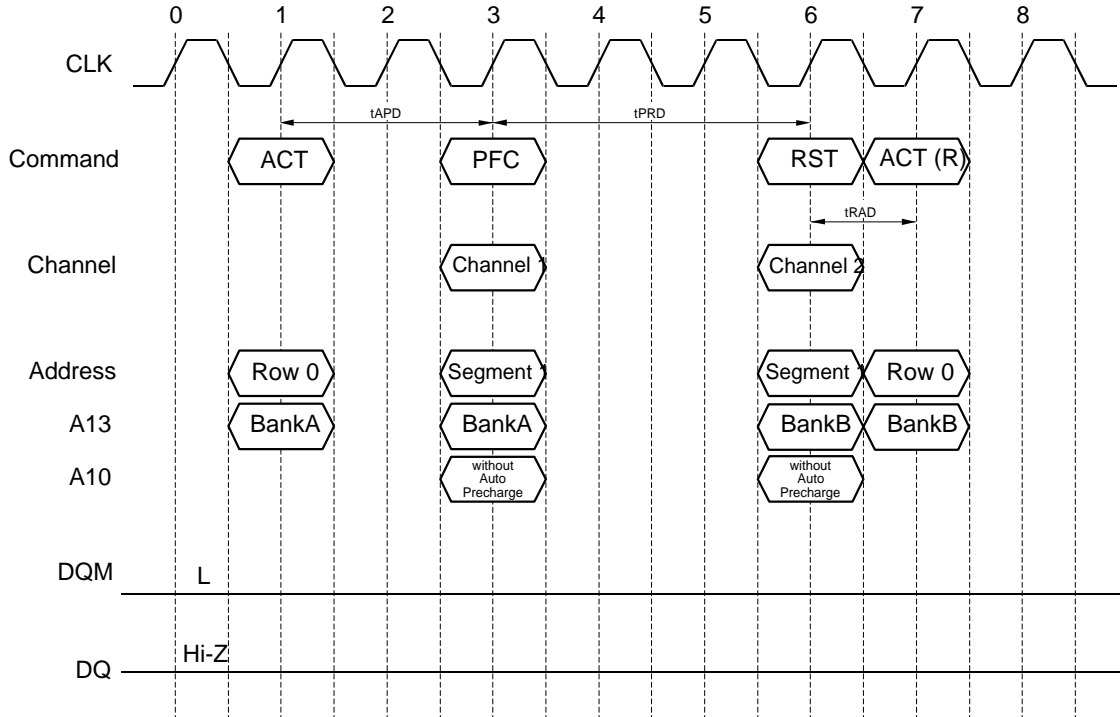 0 1 2 3 4 5 6 7 8
CLK
tAPD tPRD
Command ACT PFC RST ACT (R)
tRAD
Channel Channel 1 Channel 2
Address Row 0 Segment 1 Segment 1 Row 0
A13 BankA BankA BankB BankB
A10 without Auto Precharge without Auto Precharge
DQM L
DQ Hi-Z